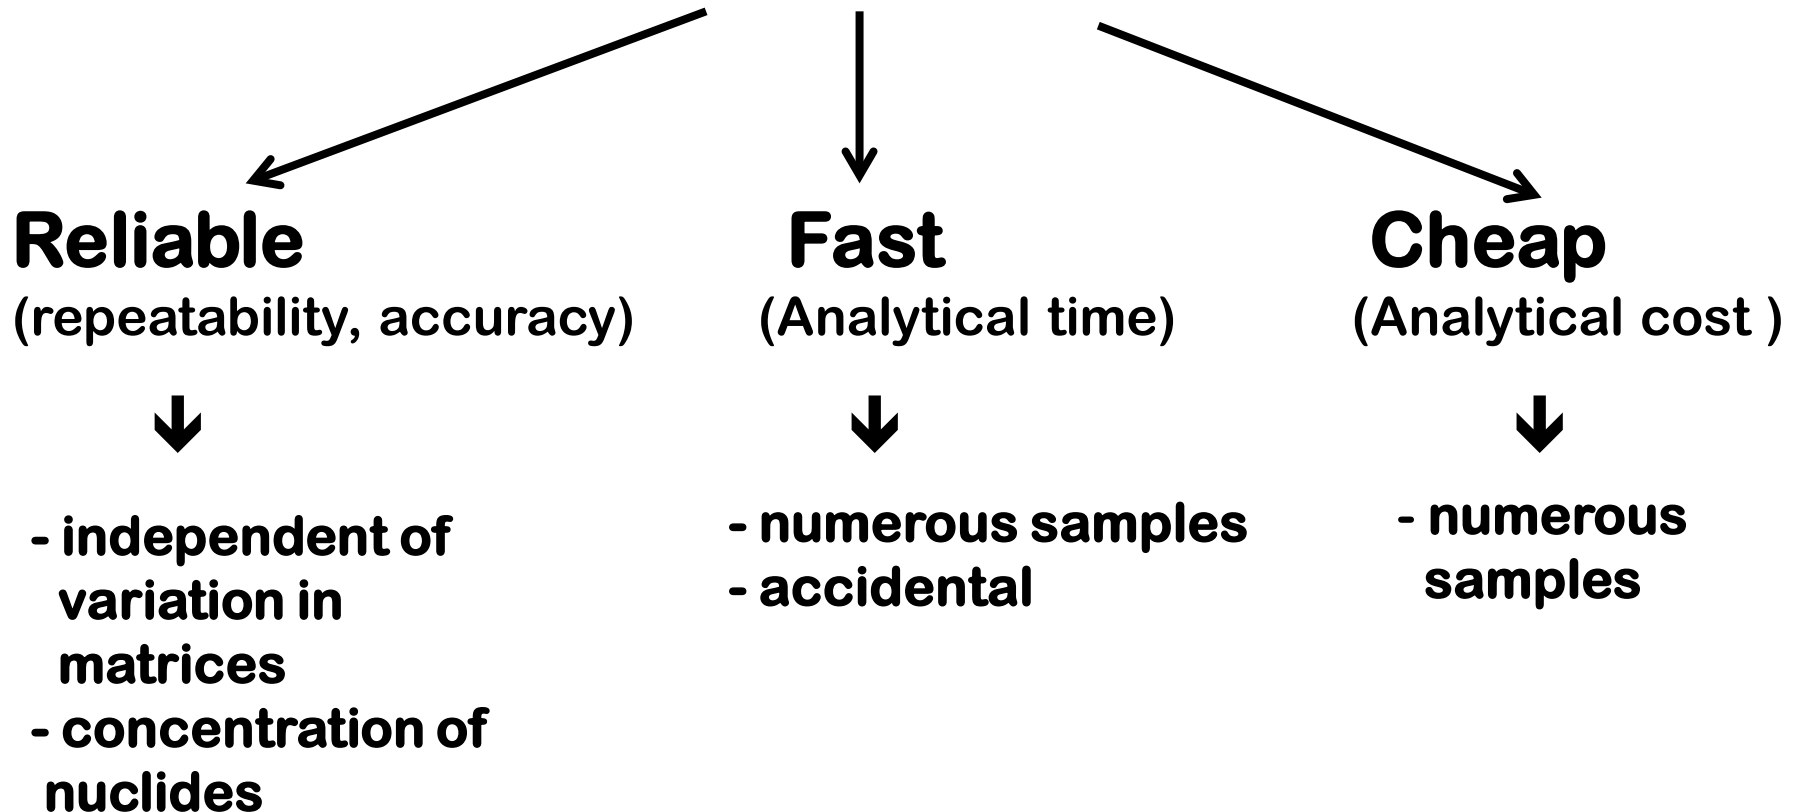 Reliable
(repeatability, accuracy)
- independent of
variation in
matrices
- concentration of
nuclides
Fast
(Analytical time)
- numerous samples
- accidental
Cheap
(Analytical cost )
- numerous
samples